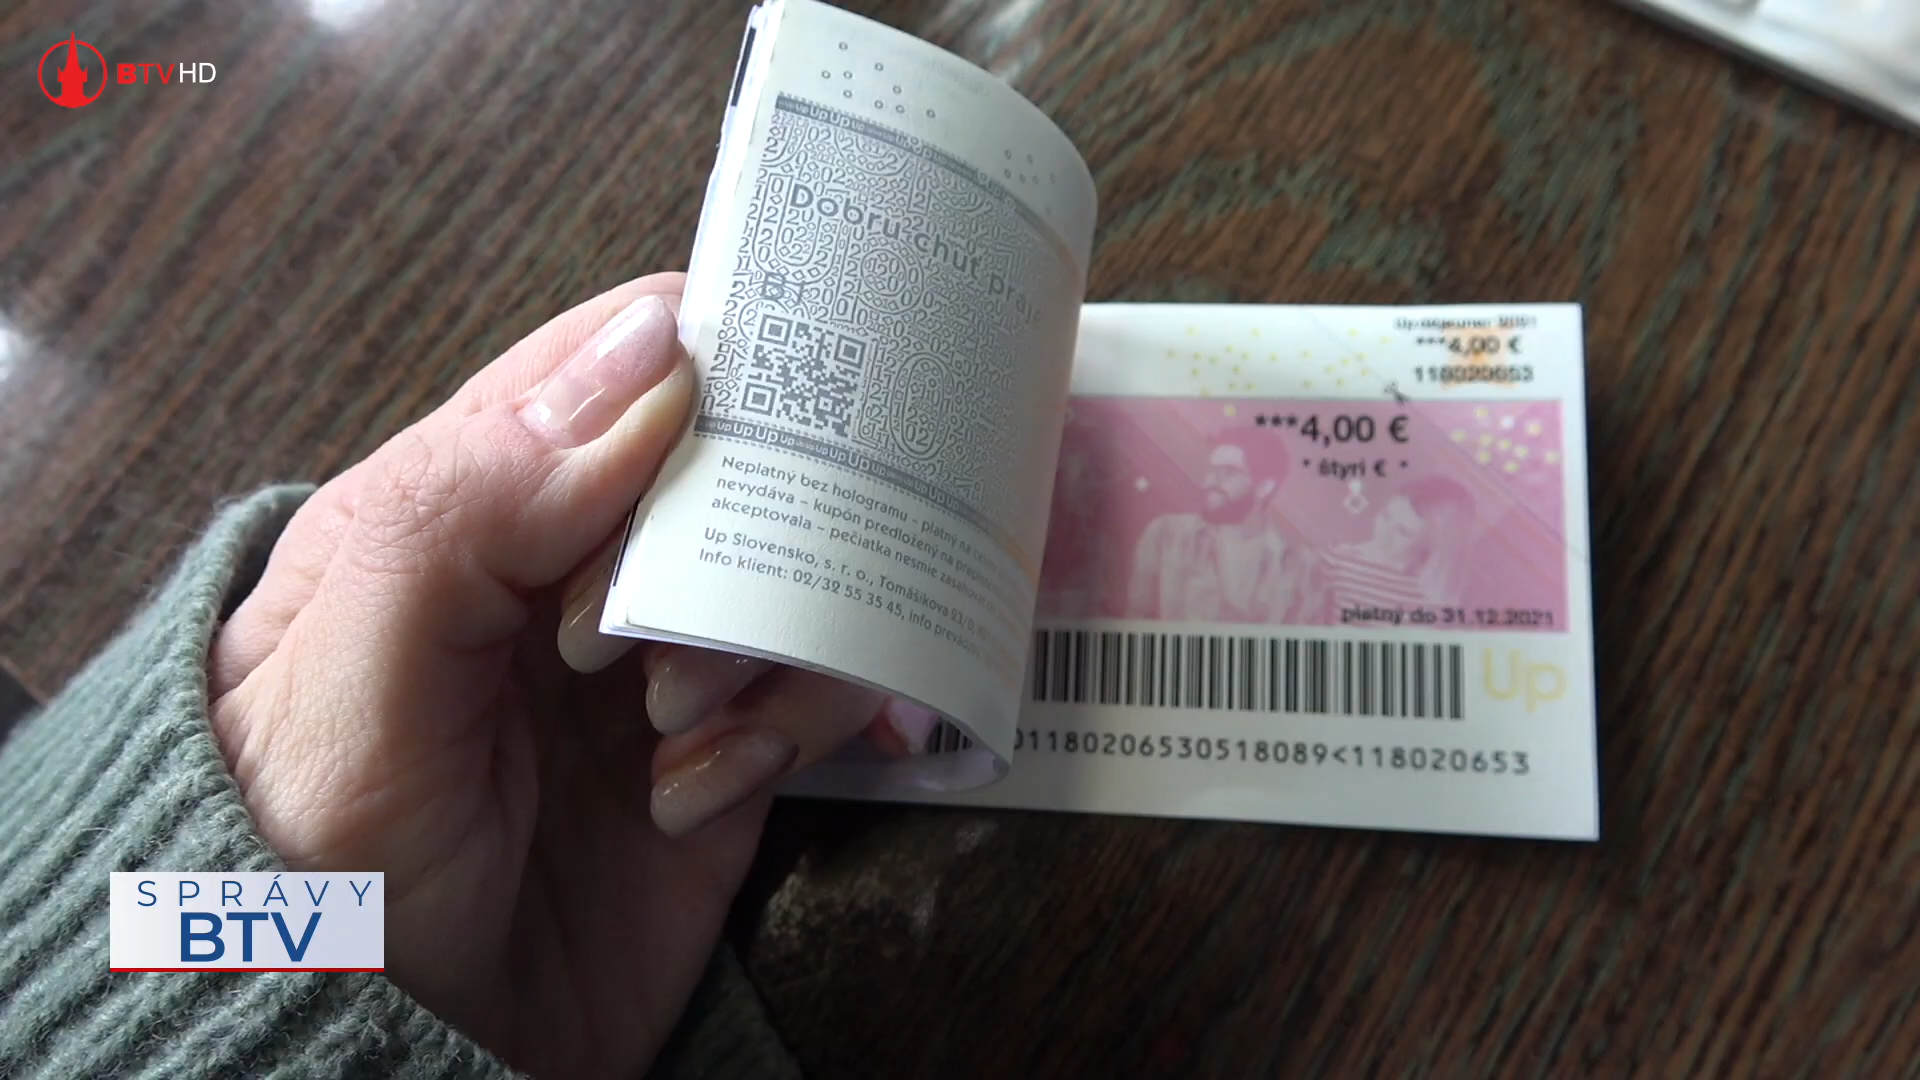 BTV HD
Dobrú chuť praje
Neplatný bez hologramu – platný na
nevydáva – kupón predložený na
akceptovala – pečiatka nesmie
Up Slovensko, s. r. o., Tomášikova
Info klient: 02/32 55 35 45, Info
***4,00 €
118020653
***4,00 €
* štyri € *
platný do 31.12.2021
Up
01180206530518089<118020653
SPRÁVY
BTV